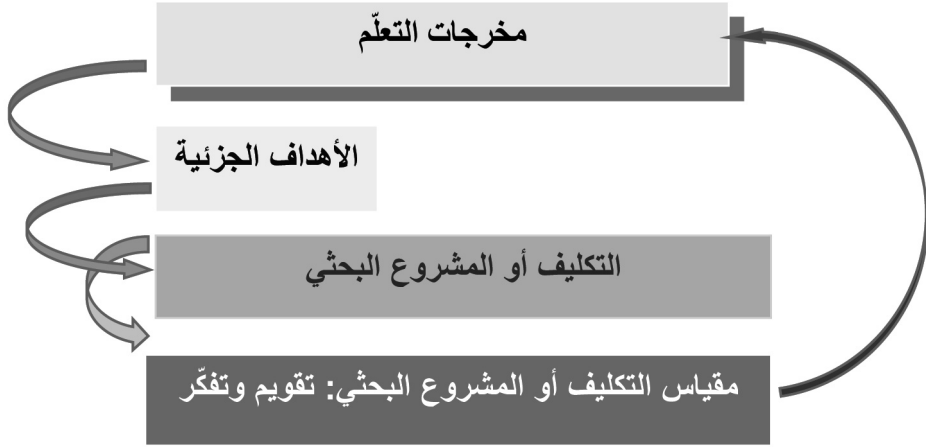 مخرجات التعلّم
الأهداف الجزئية
التكليف أو المشروع البحثي
مقياس التكليف أو المشروع البحثي: تقويم وتفكّر